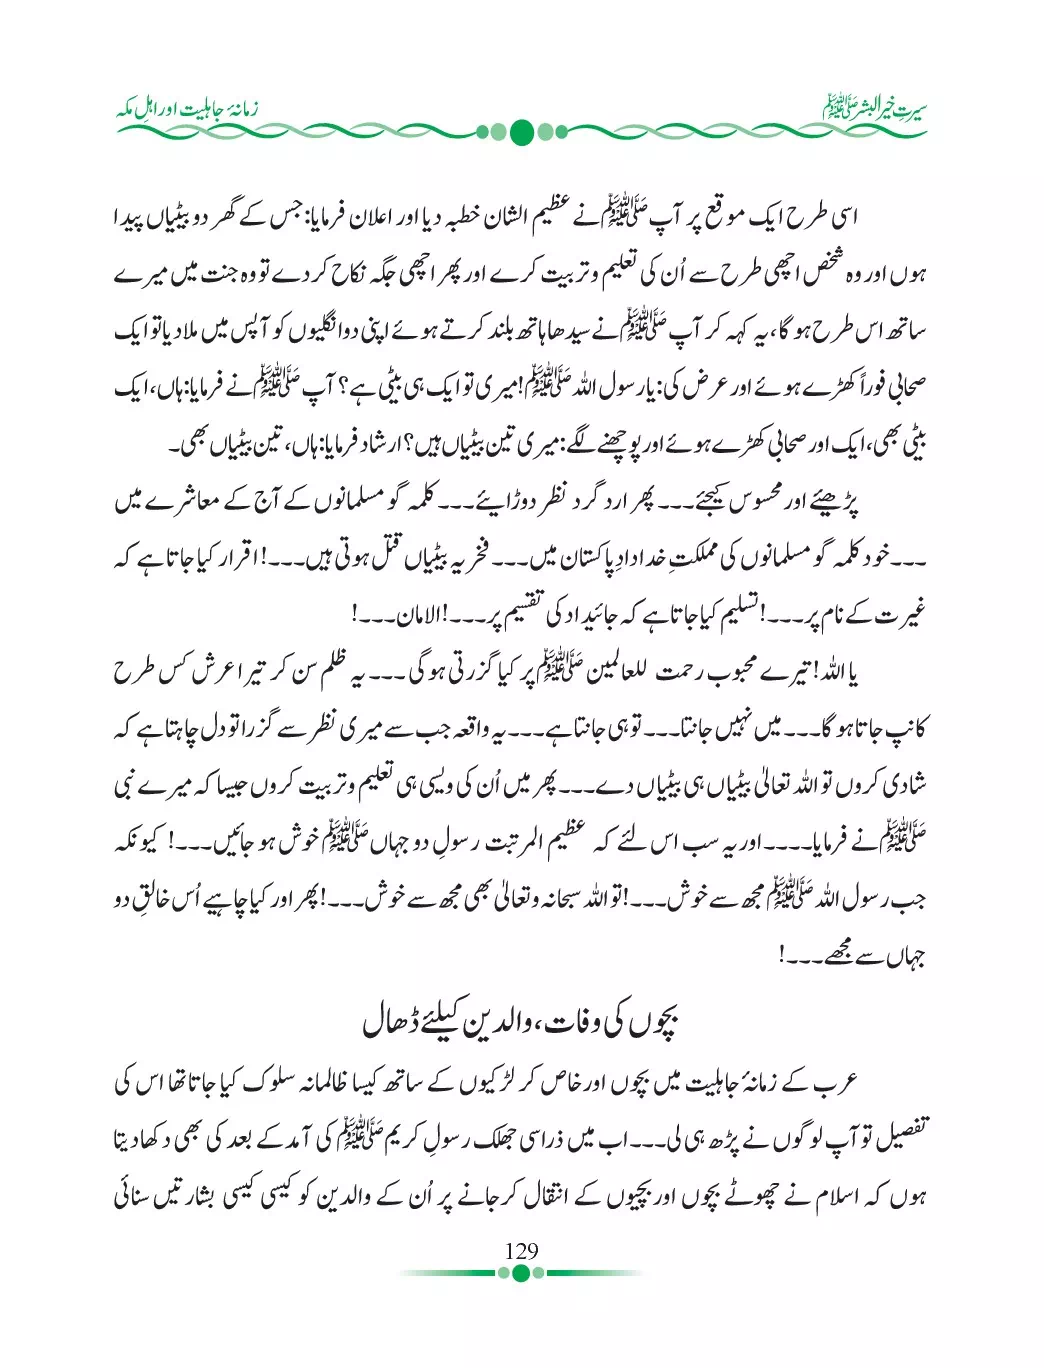 سیرتِ خیر البشر ﷺ
زمانۂ جاہلیت اور اہلِ مکہ
اسی طرح ایک موقع پر آپ ﷺ نے عظیم الشان خطبہ دیا اور اعلان فرمایا: جس کے گھر دو بیٹیاں پیدا
ہوں اور وہ شخص اچھی طرح سے اُن کی تعلیم و تربیت کرے اور پھر اچھی جگہ نکاح کر دے تو وہ جنت میں میرے
ساتھ اس طرح ہو گا، یہ کہہ کر آپ ﷺ نے سیدھا ہاتھ بلند کرتے ہوئے اپنی دو انگلیوں کو آپس میں ملا دیا تو ایک
صحابی فوراً کھڑے ہوئے اور عرض کی: یا رسول اللہ ﷺ! میری تو ایک ہی بیٹی ہے؟ آپ ﷺ نے فرمایا: ہاں، ایک
بیٹی بھی، ایک اور صحابی کھڑے ہوئے اور پوچھنے لگے: میری تین بیٹیاں ہیں؟ ارشاد فرمایا: ہاں، تین بیٹیاں بھی۔
پڑھیئے اور محسوس کیجئے۔۔۔ پھر ارد گرد نظر دوڑایئے۔۔۔ کلمہ گو مسلمانوں کے آج کے معاشرے میں
۔۔۔ خود کلمہ گو مسلمانوں کی مملکتِ خدادادِ پاکستان میں۔۔۔ فخریہ بیٹیاں قتل ہوتی ہیں۔۔۔! اقرار کیا جاتا ہے کہ
غیرت کے نام پر۔۔۔! تسلیم کیا جاتا ہے کہ جائیداد کی تقسیم پر۔۔۔! الامان۔۔۔!
یا اللہ! تیرے محبوب رحمت للعالمین ﷺ پر کیا گزرتی ہو گی ۔۔۔ یہ ظلم سن کر تیرا عرش کس طرح
کانپ جاتا ہو گا۔۔۔ میں نہیں جانتا۔۔۔ تو ہی جانتا ہے۔۔۔ یہ واقعہ جب سے میری نظر سے گزرا تو دل چاہتا ہے کہ
شادی کروں تو اللہ تعالیٰ بیٹیاں ہی بیٹیاں دے۔۔۔ پھر میں اُن کی ویسی ہی تعلیم و تربیت کروں جیسا کہ میرے نبی
ﷺ نے فرمایا۔۔۔۔ اور یہ سب اس لئے کہ عظیم المرتبت رسولِ دو جہاں ﷺ خوش ہو جائیں۔۔۔! کیونکہ
جب رسول اللہ ﷺ مجھ سے خوش۔۔۔! تو اللہ سبحانہ و تعالیٰ بھی مجھ سے خوش۔۔۔! پھر اور کیا چاہیے اُس خالقِ دو
جہاں سے مجھے۔۔۔!
بچوں کی وفات، والدین کیلئے ڈھال
عرب کے زمانۂ جاہلیت میں بچوں اور خاص کر لڑکیوں کے ساتھ کیسا ظالمانہ سلوک کیا جاتا تھا اس کی
تفصیل تو آپ لوگوں نے پڑھ ہی لی۔۔۔ اب میں ذرا سی جھلک رسولِ کریم ﷺ کی آمد کے بعد کی بھی دکھا دیتا
ہوں کہ اسلام نے چھوٹے بچوں اور بچیوں کے انتقال کر جانے پر اُن کے والدین کو کیسی کیسی بشارتیں سنائی
129